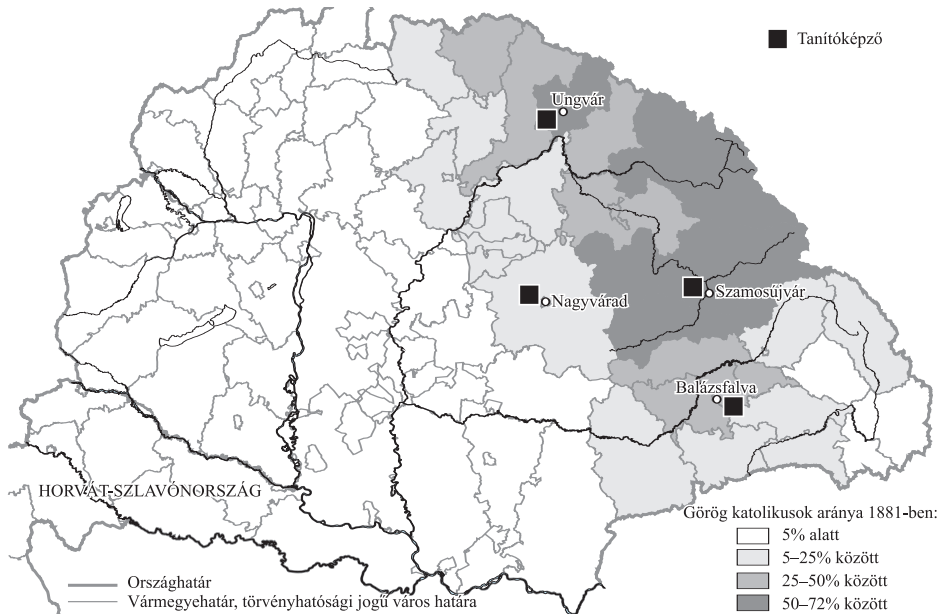 Tanítóképző
Ungvár
Szamosújvár
Nagyvárad
Balázsfalva
HORVÁT-SZLAVÓNORSZÁG
Országhatár
Vármegyehatár, törvényhatósági jogű város határa
Görög katolikusok aránya 1881-ben:
5% alatt
5–25% között
25–50% között
50–72% között